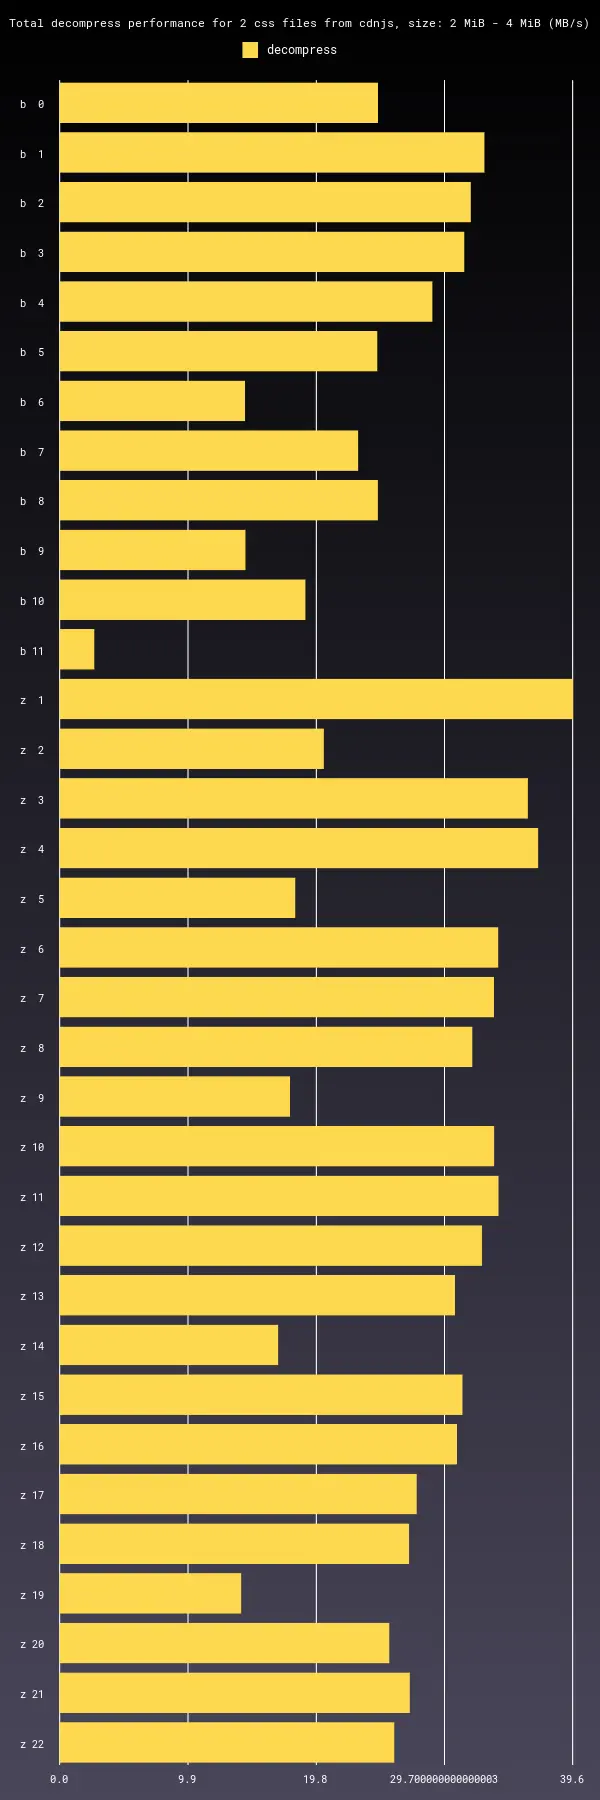 Total decompress performance for 2 css files from cdnjs, size: 2 MiB - 4 MiB (MB/s)
decompress
b 0
b 1
b 2
b 3
b 4
b 5
b 6
b 7
b 8
b 9
b 10
b 11
z 1
z 2
z 3
z 4
z 5
z 6
z 7
z 8
z 9
z 10
z 11
z 12
z 13
z 14
z 15
z 16
z 17
z 18
z 19
z 20
z 21
z 22
0.0 9.9 19.8 29.700000000000003 39.6